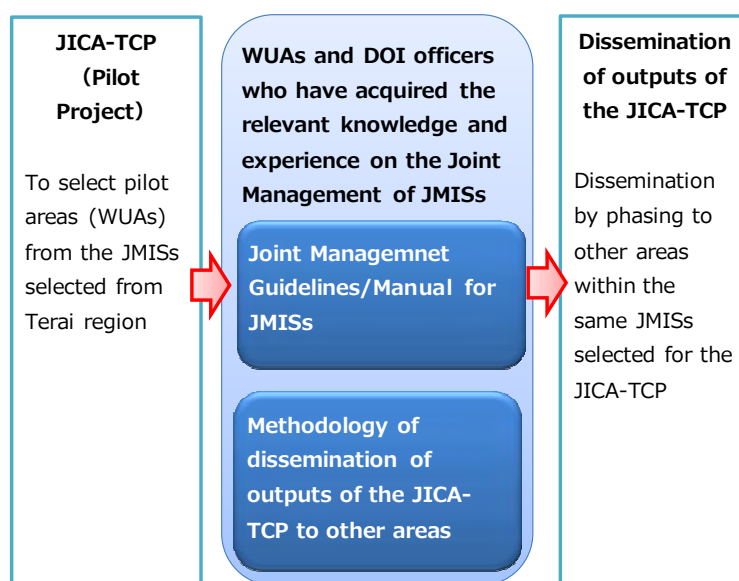 JICA-TCP
（Pilot
Project）
To select pilot
areas (WUAs)
from the JMISs
selected from
Terai region
WUAs and DOI officers
who have acquired the
relevant knowledge and
experience on the Joint
Management of JMISs
Joint Managemnet
Guidelines/Manual for
JMISs
Methodology of
dissemination of
outputs of the JICA-
TCP to other areas
Dissemination
of outputs of
the JICA-TCP
Dissemination
by phasing to
other areas
within the
same JMISs
selected for the
JICA-TCP